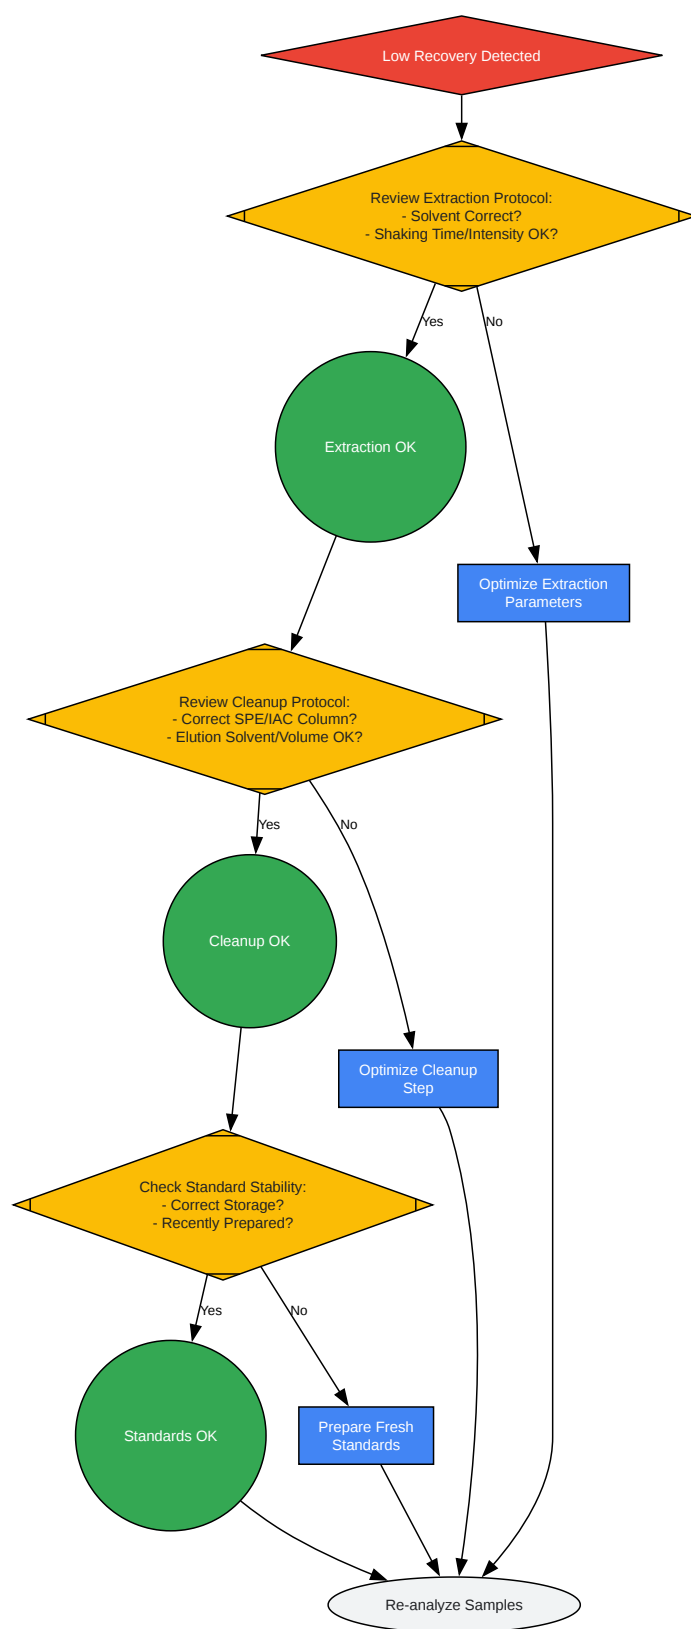 Low Recovery Detected
Review Extraction Protocol:
- Solvent Correct?
- Shaking Time/Intensity OK?
Yes
No
Extraction OK
Optimize Extraction
Parameters
Review Cleanup Protocol:
- Correct SPE/IAC Column?
- Elution Solvent/Volume OK?
Yes
No
Cleanup OK
Optimize Cleanup
Step
Check Standard Stability:
- Correct Storage?
- Recently Prepared?
Yes
No
Standards OK
Prepare Fresh
Standards
Re-analyze Samples